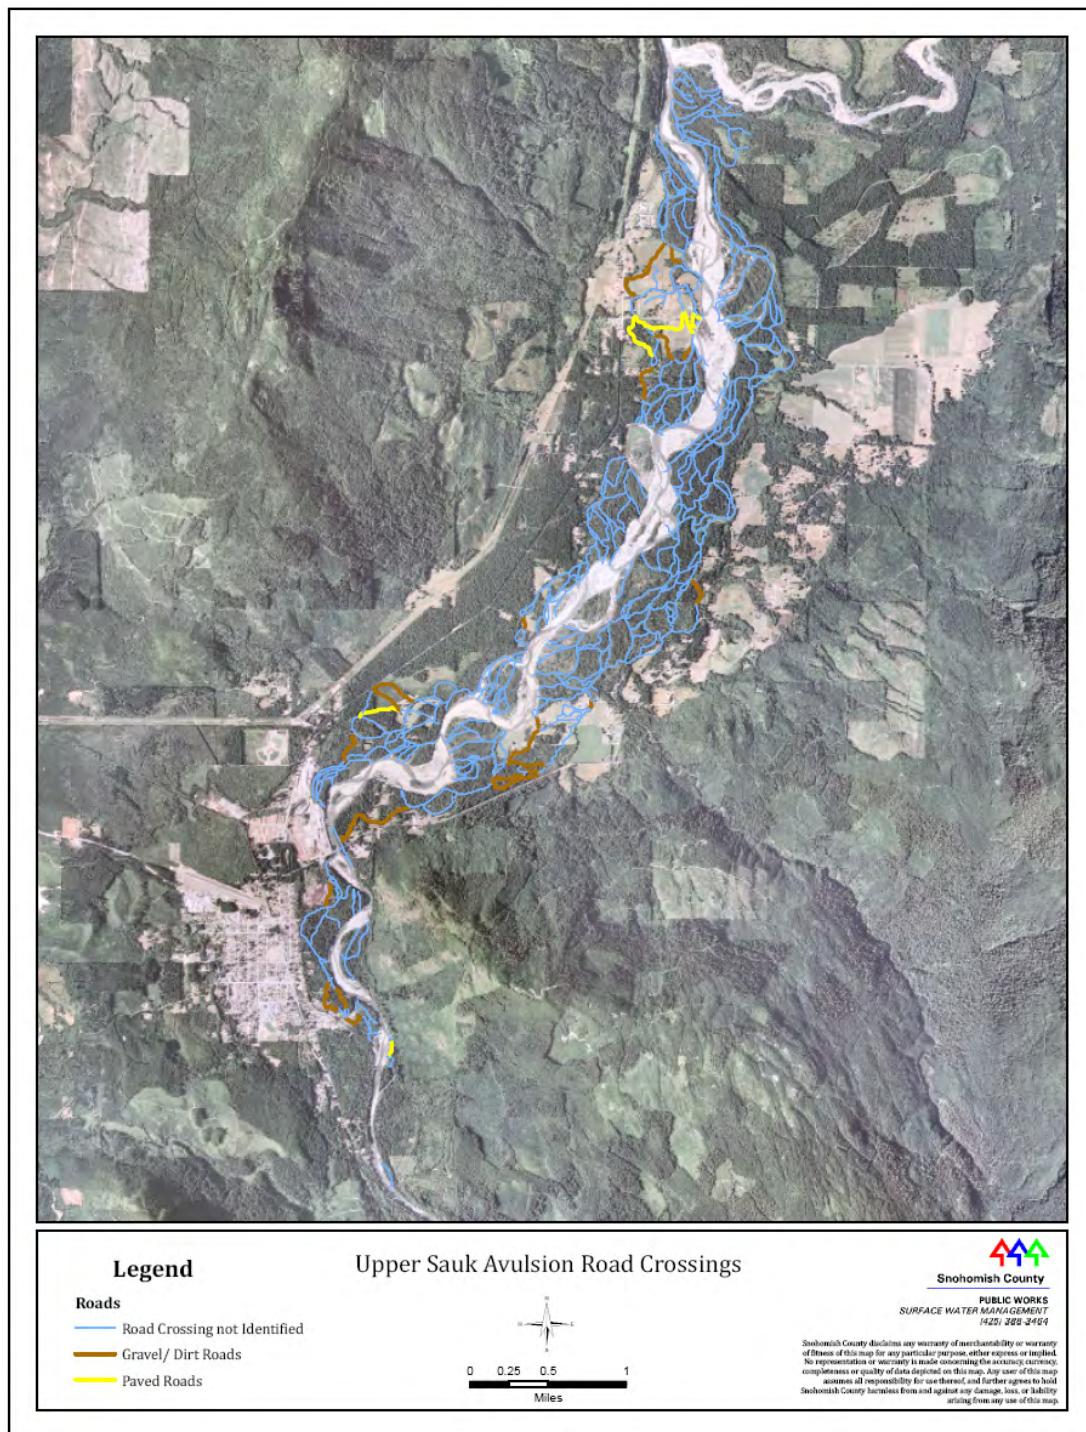 Legend
Roads
Road Crossing not Identified
Gravel/ Dirt Roads
Paved Roads
Upper Sauk Avulsion Road Crossings
N
W
E
S
0 0.25 0.5 1
Miles
Snohomish County
PUBLIC WORKS
SURFACE WATER MANAGEMENT
(425) 388-3464
Snohomish County disclaims any warranty of merchantability or warranty
of fitness of this map for any particular purpose, either express or implied.
No representation or warranty is made concerning the accuracy, currency,
completeness or quality of data depicted on this map. Any user of this map
assumes all responsibility for use thereof, and further agrees to hold
Snohomish County harmless from and against any damage, loss, or liability
arising from any use of this map.